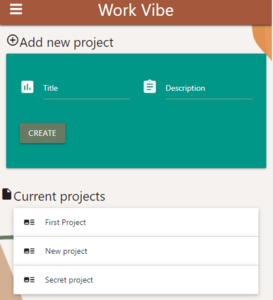 Work Vibe
Add new project
Title Description
CREATE
Current projects
First Project
New project
Secret project